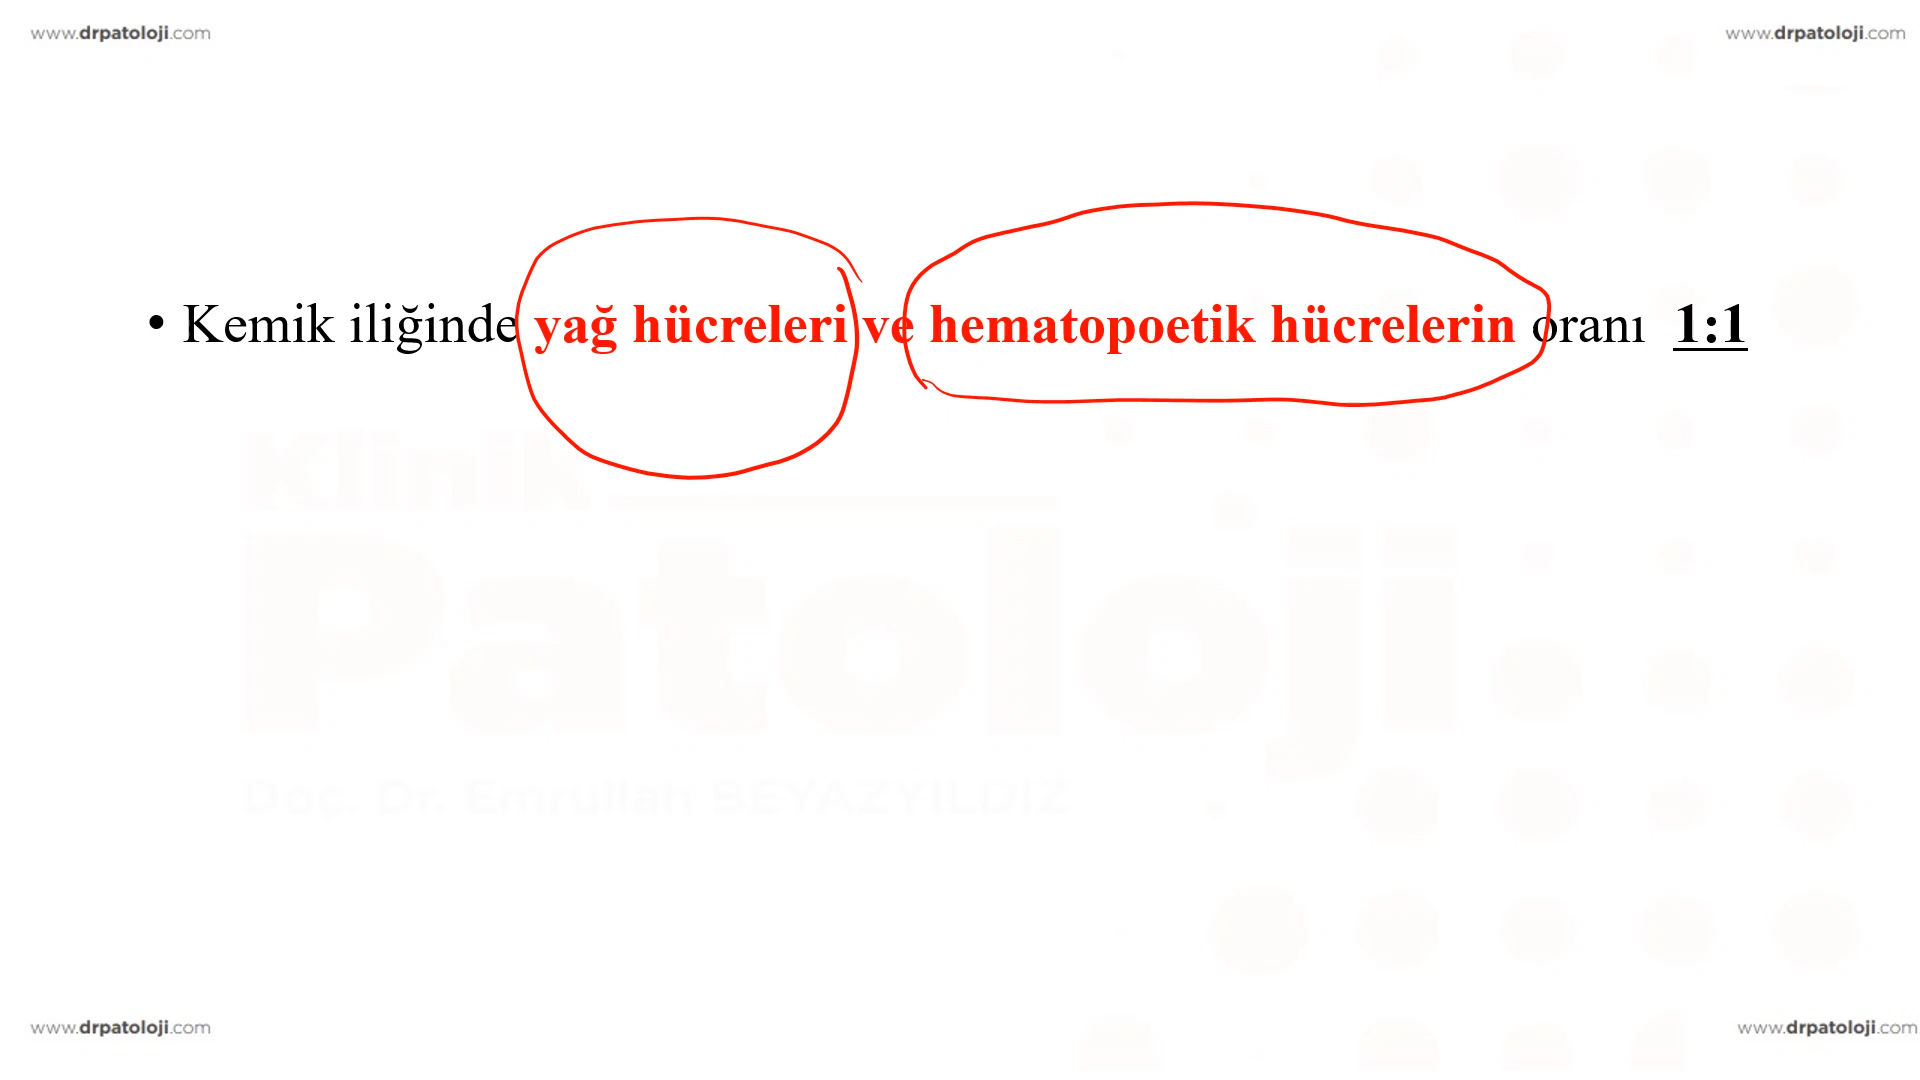 www.drpatoloji.com
www.drpatoloji.com
• Kemik iliğinde yağ hücreleri ve hematopoetik hücrelerin oranı 1:1
Klinik
Patoloji
Doç. Dr. Emrullah BEYAZYILDIZ
www.drpatoloji.com
www.drpatoloji.com